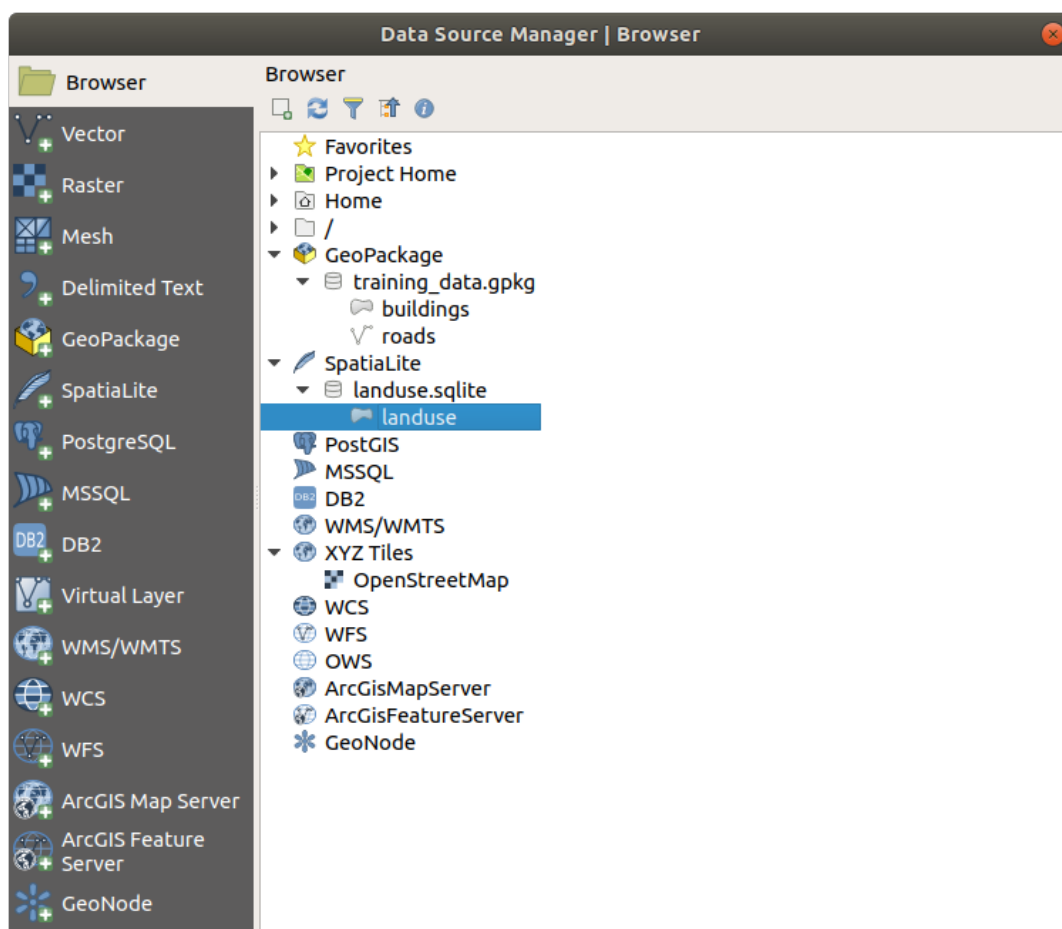 Data Source Manager | Browser
Browser
Vector
Raster
Mesh
Delimited Text
GeoPackage
SpatiaLite
PostgreSQL
MSSQL
DB2
DB2
Virtual Layer
WMS/WMTS
WCS
WFS
ArcGIS Map Server
ArcGIS Feature
Server
GeoNode
Browser
Favorites
Project Home
Home
/
GeoPackage
training_data.gpkg
buildings
roads
SpatiaLite
landuse.sqlite
landuse
PostGIS
MSSQL
DB2 DB2
WMS/WMTS
XYZ Tiles
OpenStreetMap
WCS
WFS
OWS
ArcGisMapServer
ArcGisFeatureServer
GeoNode